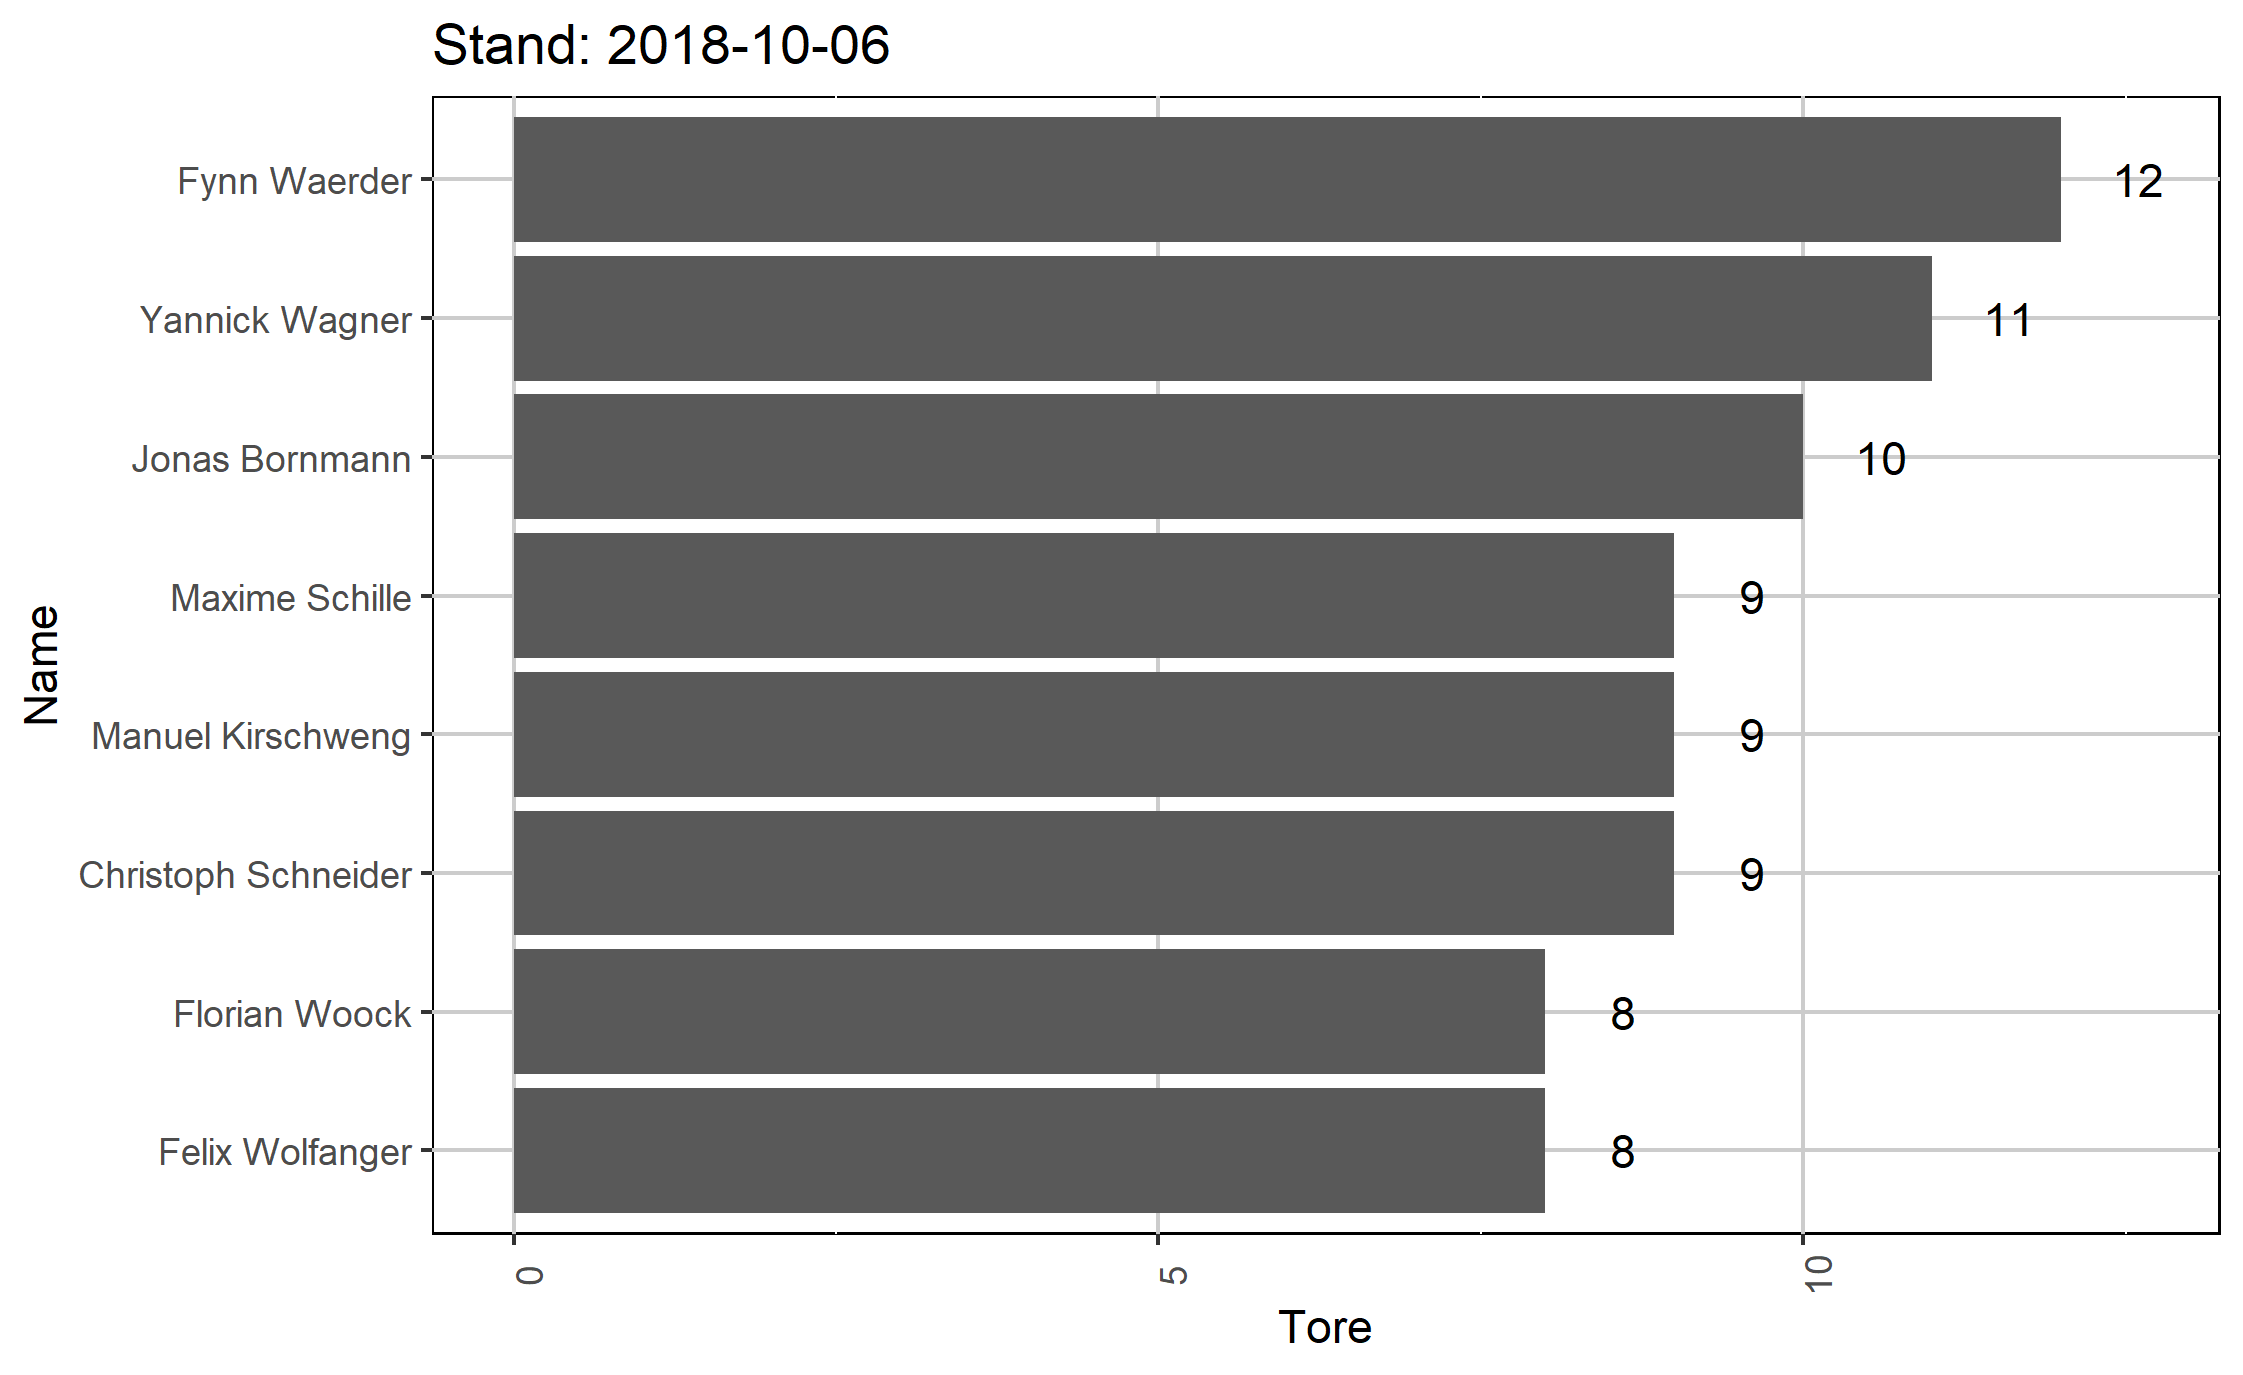 Stand: 2018-10-06
Name
Fynn Waerder 12
Yannick Wagner 11
Jonas Bornmann 10
Maxime Schille 9
Manuel Kirschweng 9
Christoph Schneider 9
Florian Woock 8
Felix Wolfanger 8
0 5 10
Tore